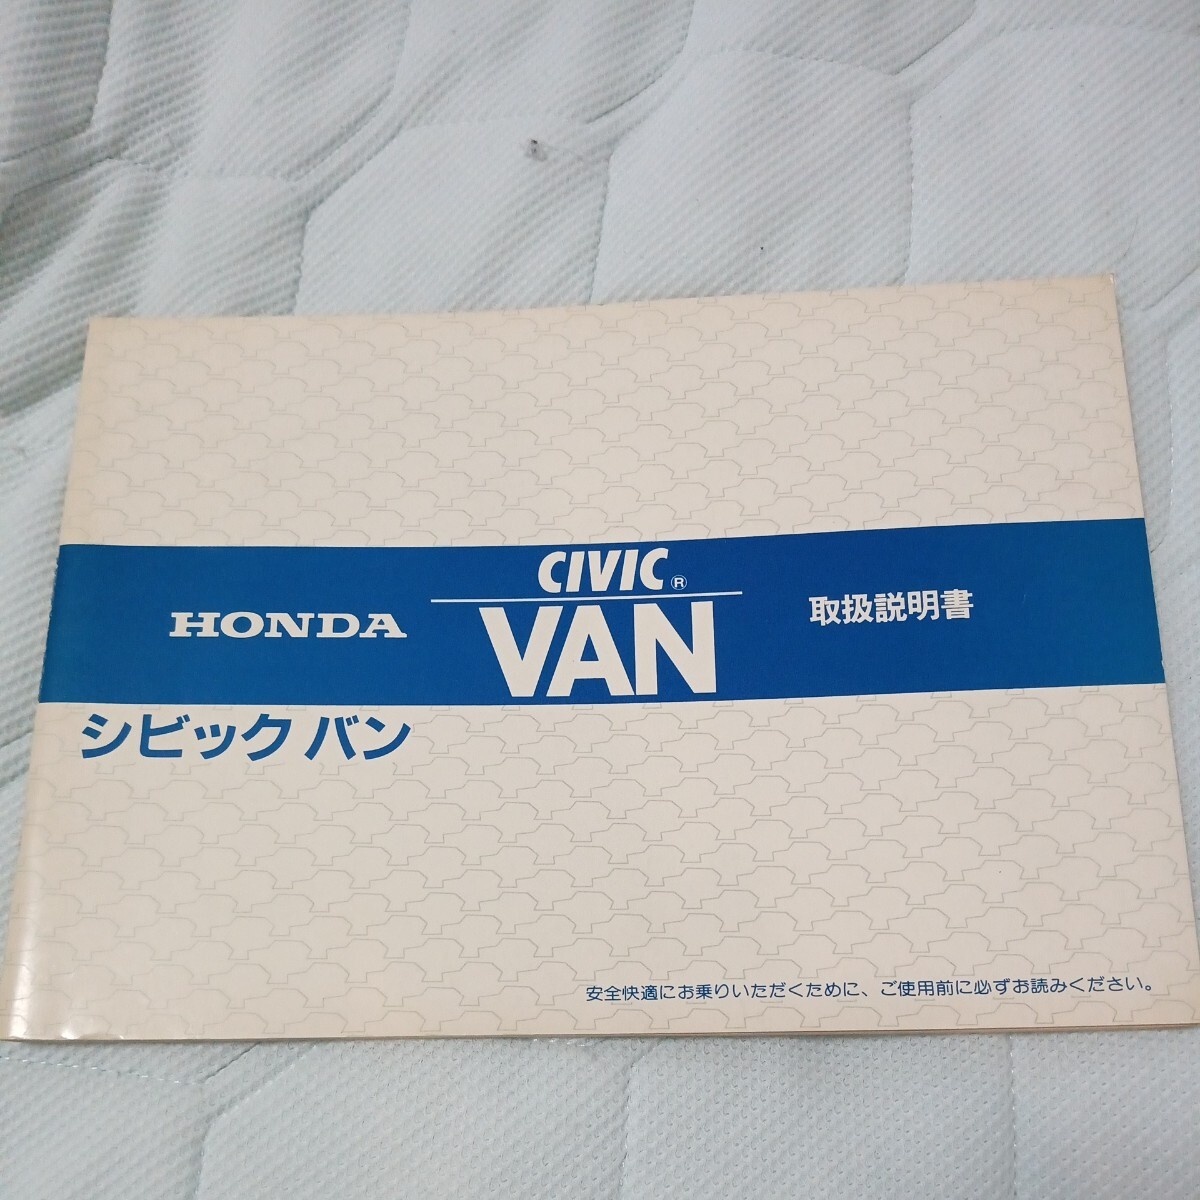 CIVIC®
HONDA VAN 取扱説明書
シビック バン
安全快適にお乗りいただくために、ご使用前に必ずお読みください。